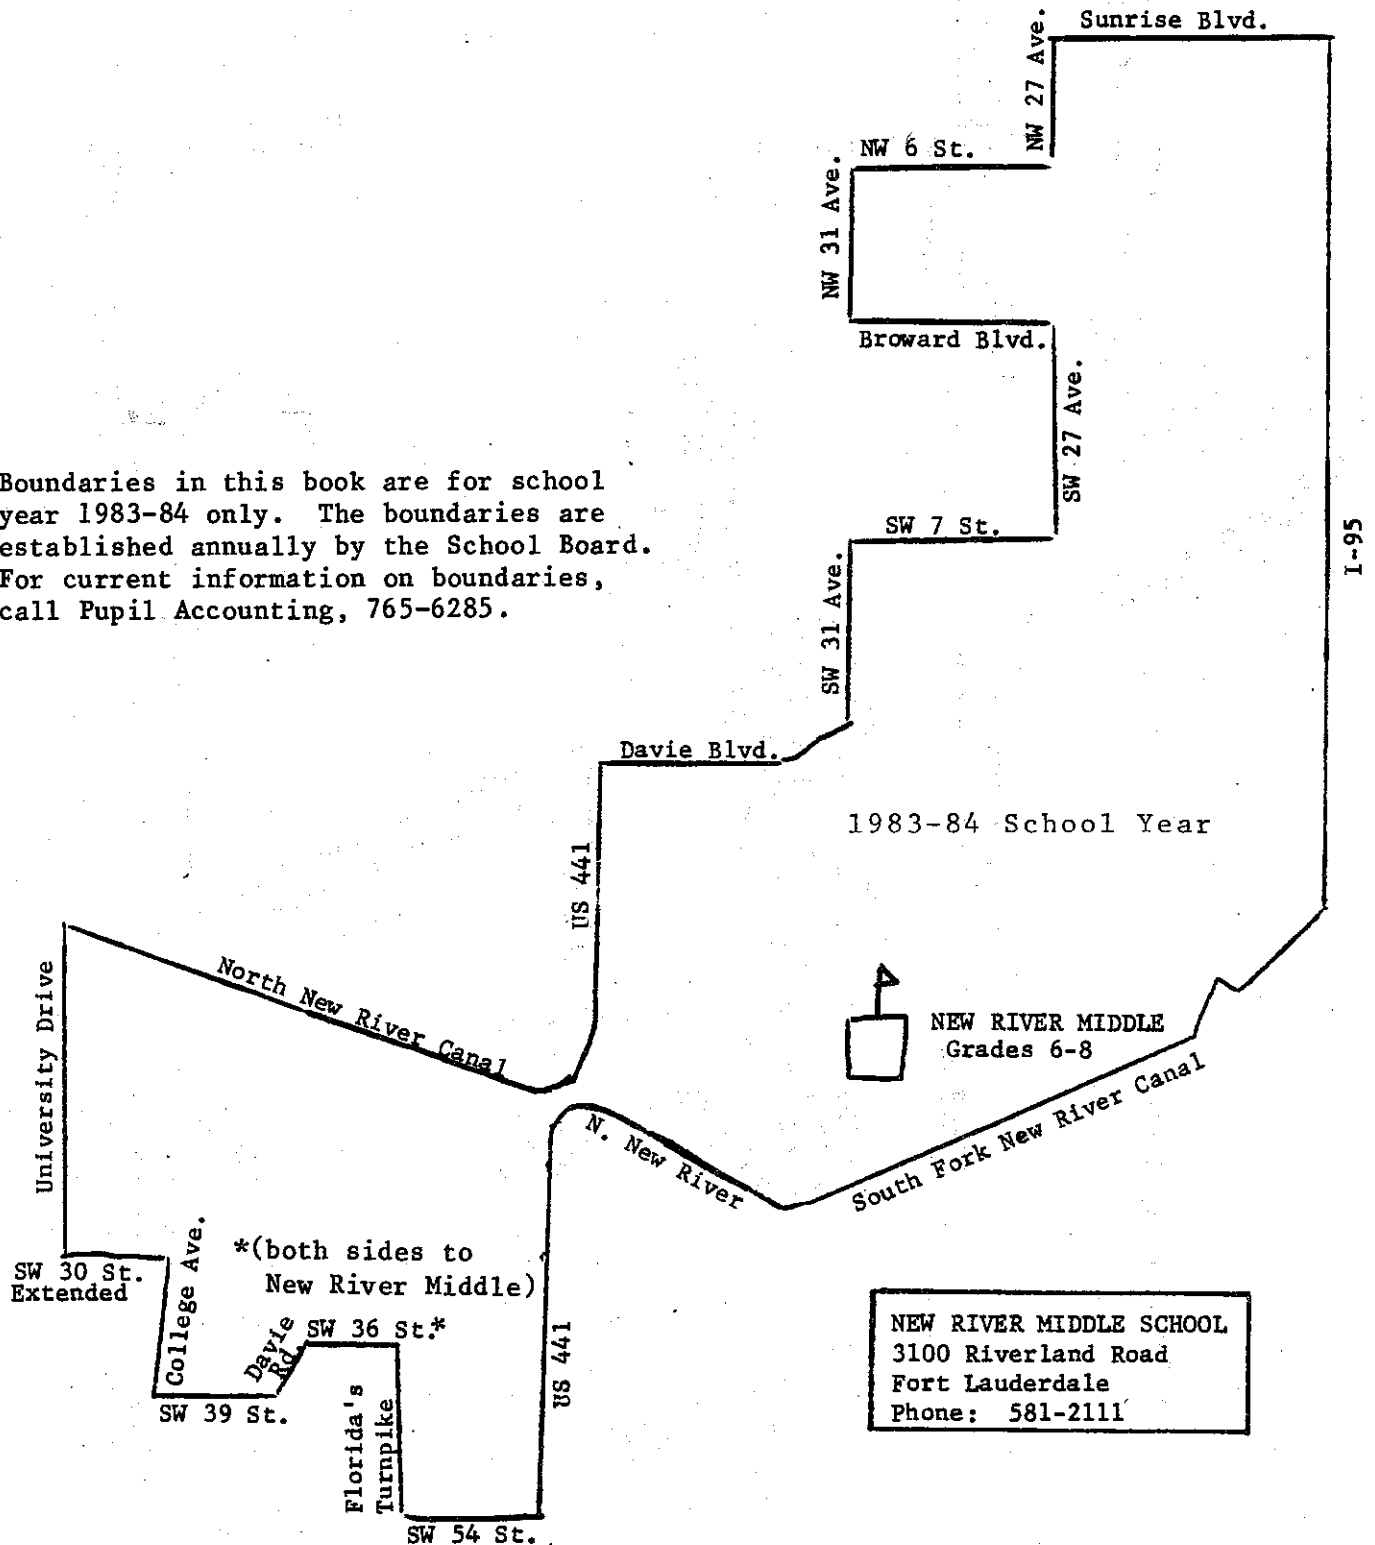 Sunrise Blvd.
NW 27 Ave.
NW 6 St.
NW 31 Ave.
Broward Blvd.
SW 27 Ave.
Boundaries in this book are for school
year 1983-84 only.  The boundaries are
established annually by the School Board.
For current information on boundaries,
call Pupil Accounting, 765-6285.
SW 7 St.
I-95
SW 31 Ave.
Davie Blvd.
1983-84 School Year
US 441
North New River Canal
University Drive
NEW RIVER MIDDLE
Grades 6-8
N. New River
South Fork New River Canal
SW 30 St.
Extended
College Ave.
*(both sides to
New River Middle)
Davie
Rd.
SW 36 St.*
SW 39 St.
Florida's
Turnpike
US 441
SW 54 St.
NEW RIVER MIDDLE SCHOOL
3100 Riverland Road
Fort Lauderdale
Phone:  581-2111